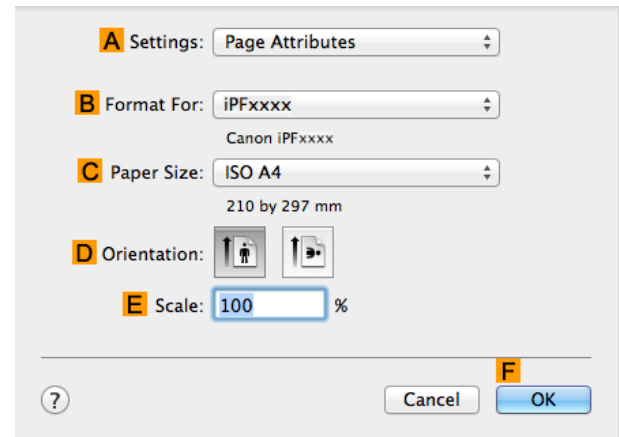 A Settings: Page Attributes
B Format For: iPFxxxx
Canon iPFxxxx
C Paper Size: ISO A4
210 by 297 mm
D Orientation:
E Scale: 100 %
F
? Cancel OK